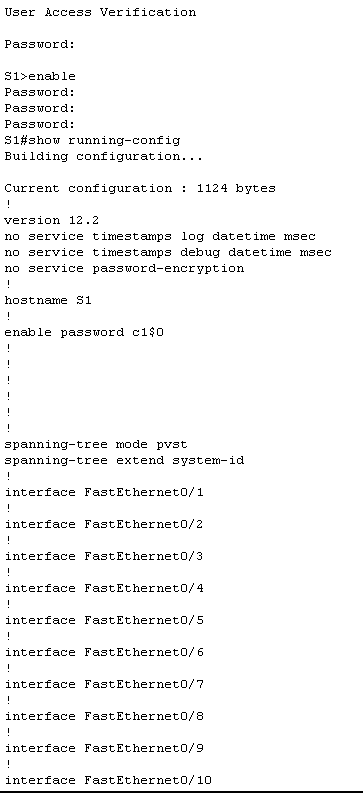 User Access Verification
Password:
S1>enable
Password:
Password:
Password:
S1#show running-config
Building configuration...
Current configuration : 1124 bytes
!
version 12.2
no service timestamps log datetime msec
no service timestamps debug datetime msec
no service password-encryption
!
hostname S1
!
enable password c1$0
!
!
!
!
!
!
spanning-tree mode pvst
spanning-tree extend system-id
!
interface FastEthernet0/1
!
interface FastEthernet0/2
!
interface FastEthernet0/3
!
interface FastEthernet0/4
!
interface FastEthernet0/5
!
interface FastEthernet0/6
!
interface FastEthernet0/7
!
interface FastEthernet0/8
!
interface FastEthernet0/9
!
interface FastEthernet0/10